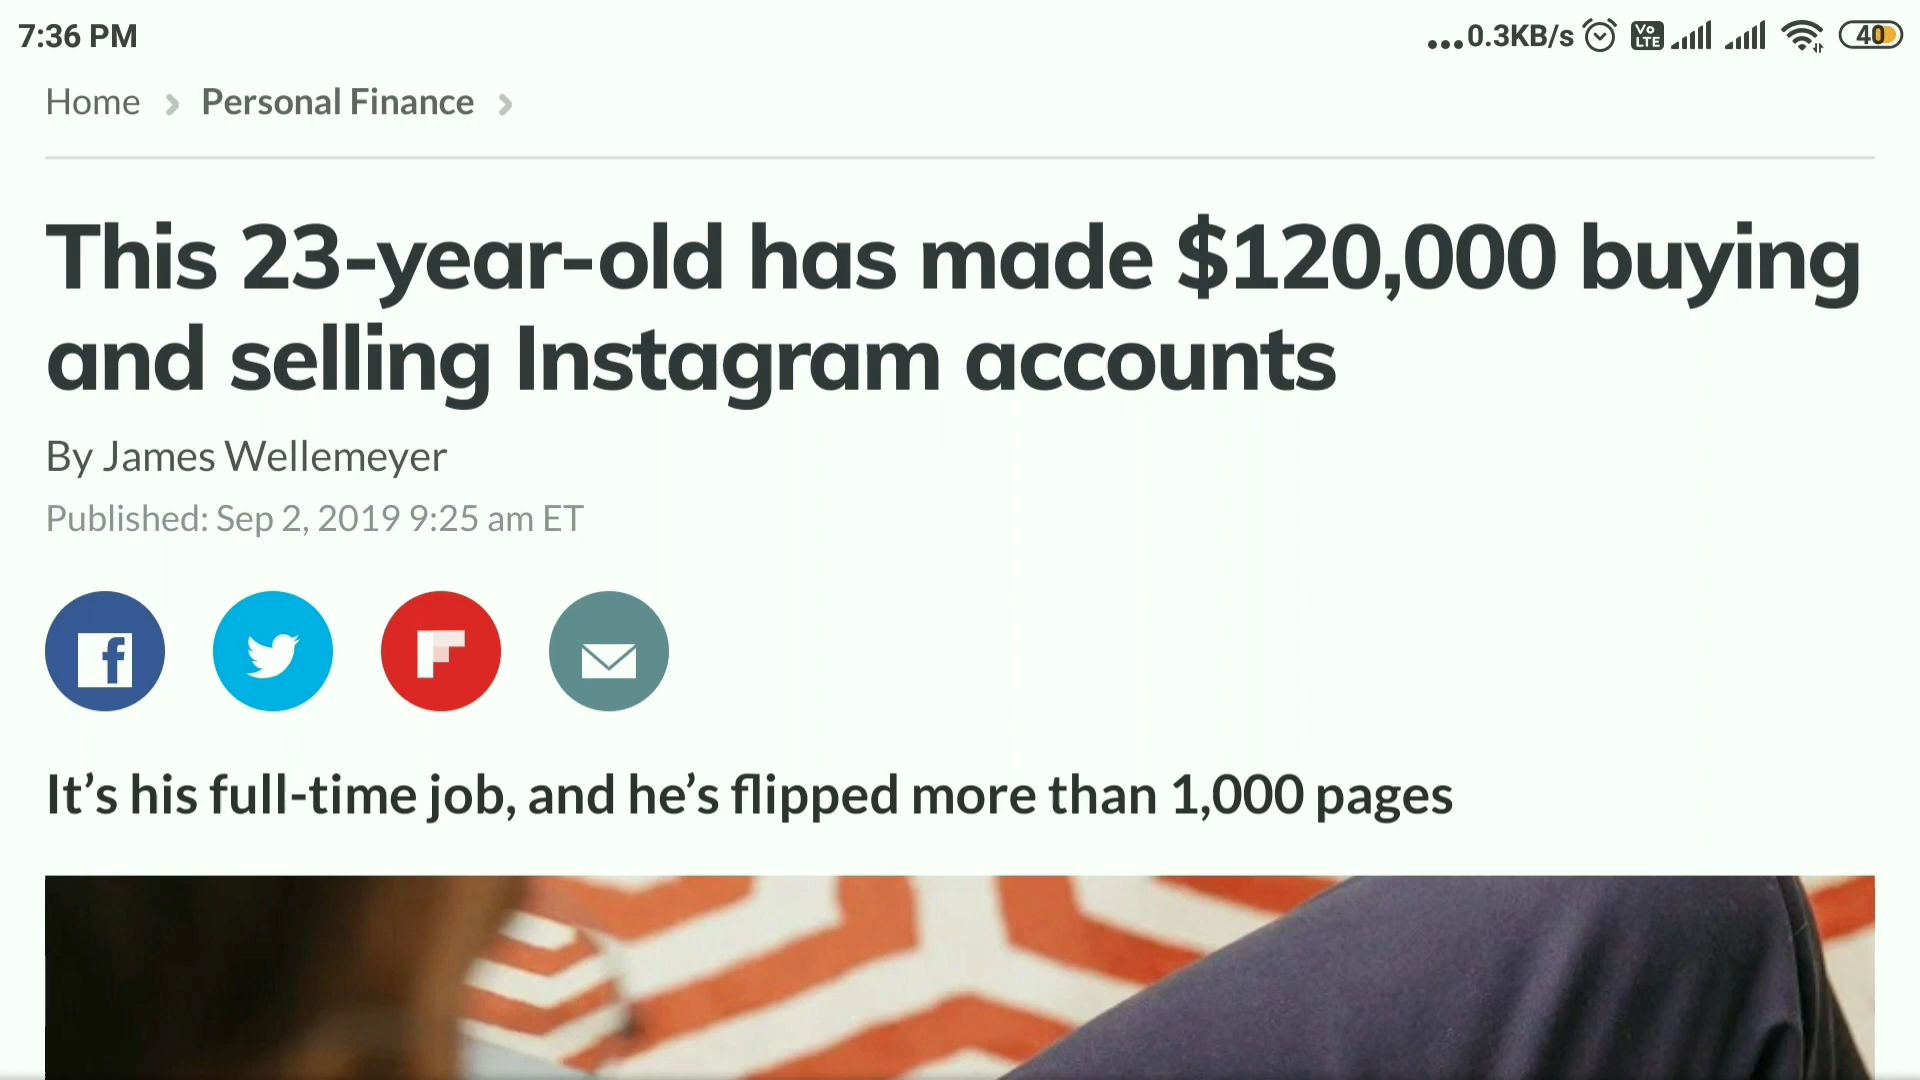 7:36 PM
...0.3KB/s Vo LTE 40
Home > Personal Finance >
This 23-year-old has made $120,000 buying
and selling Instagram accounts
By James Wellemeyer
Published: Sep 2, 2019 9:25 am ET
It's his full-time job, and he's flipped more than 1,000 pages